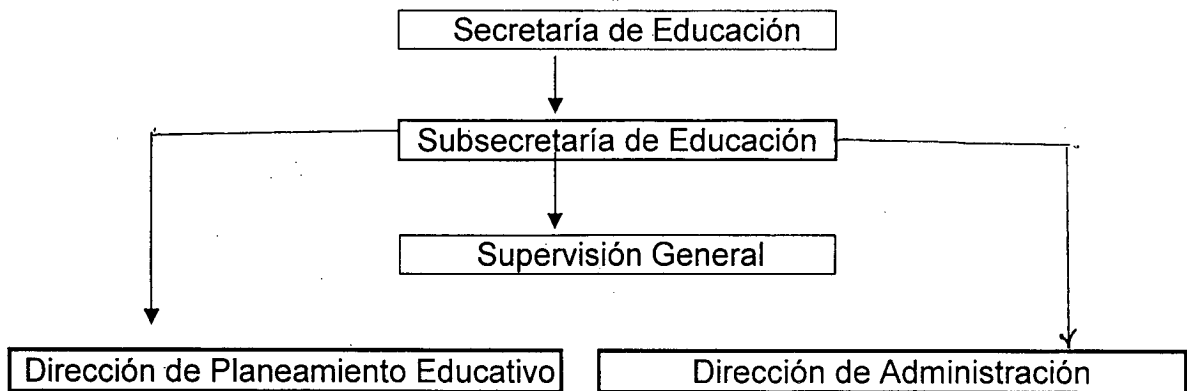 Secretaría de Educación
Subsecretaría de Educación
Supervisión General
Dirección de Planeamiento Educativo
Dirección de Administración